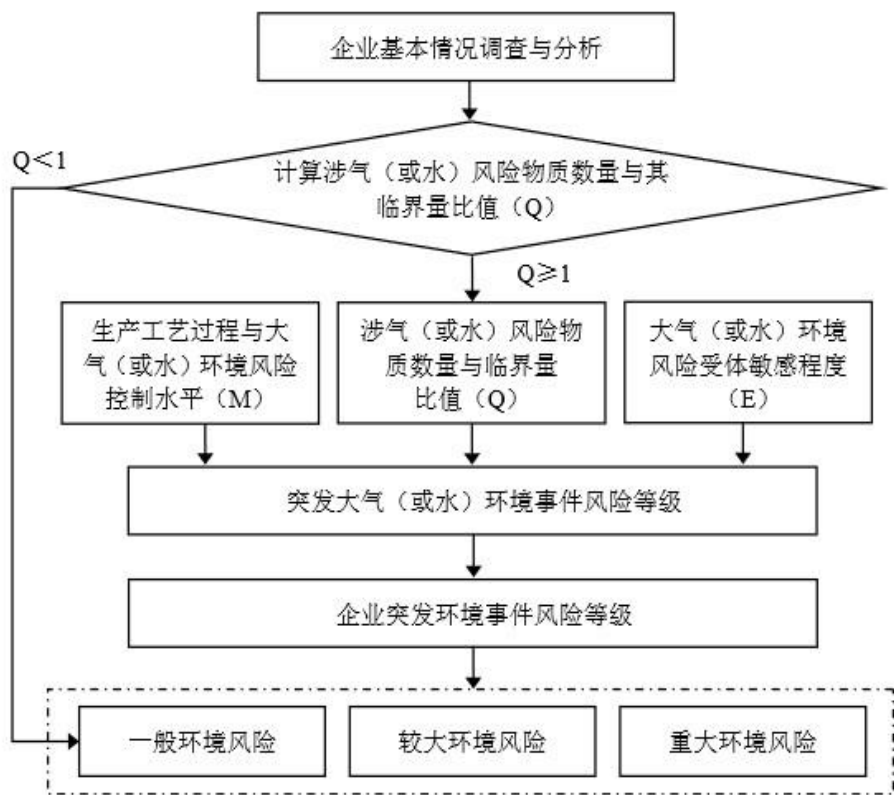 企业基本情况调查与分析
Q＜1
计算涉气（或水）风险物质数量与其
临界量比值（Q）
Q≥1
生产工艺过程与大
气（或水）环境风险
控制水平（M）
涉气（或水）风险物
质数量与临界量
比值（Q）
大气（或水）环境
风险受体敏感程度
（E）
突发大气（或水）环境事件风险等级
企业突发环境事件风险等级
一般环境风险
较大环境风险
重大环境风险